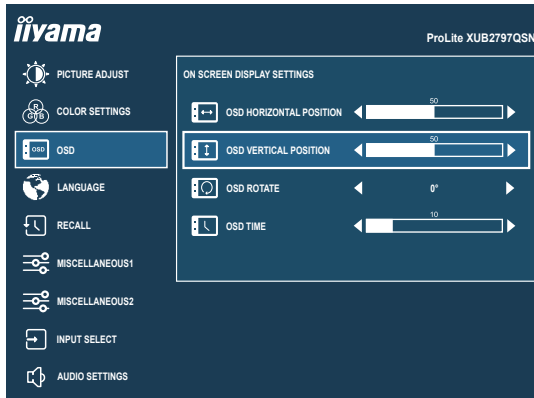 iiyama
ProLite XUB2797QSN
PICTURE ADJUST
COLOR SETTINGS
OSD
LANGUAGE
RECALL
MISCELLANEOUS1
MISCELLANEOUS2
INPUT SELECT
AUDIO SETTINGS
ON SCREEN DISPLAY SETTINGS
OSD HORIZONTAL POSITION 50
OSD VERTICAL POSITION 50
OSD ROTATE 0°
OSD TIME 10
R
G B
OSD